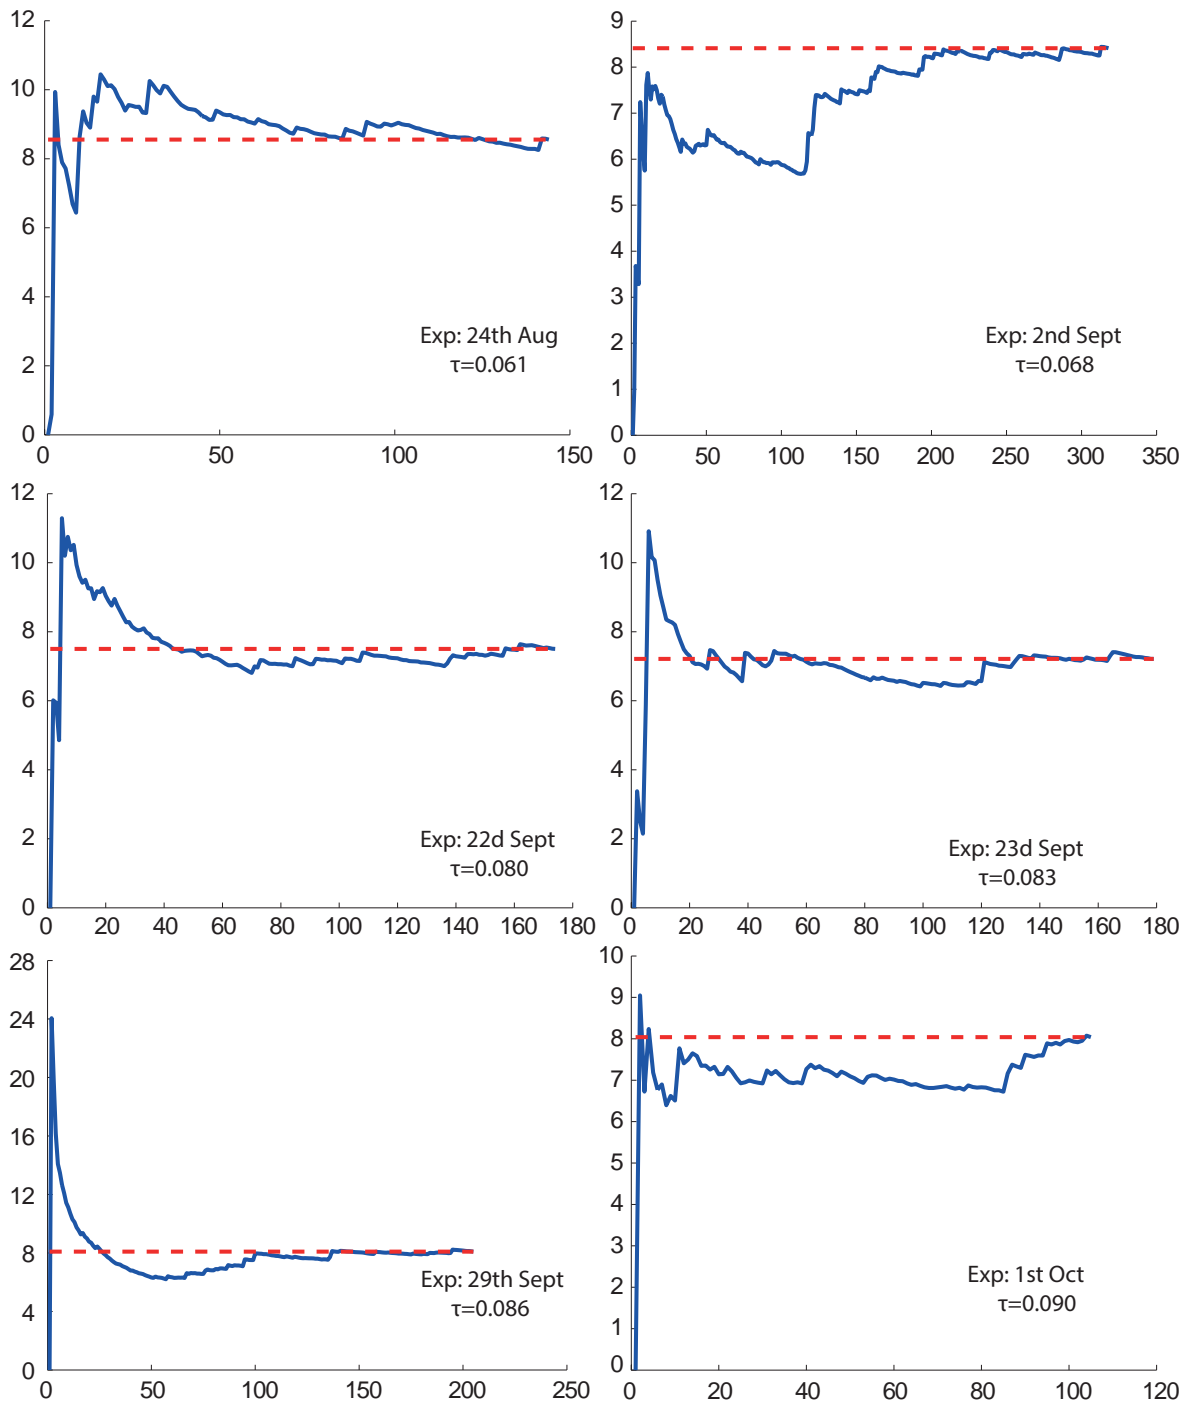 12
10
8
6
4
2
0
0 50 100 150
Exp: 24th Aug
τ=0.061
9
8
7
6
5
4
3
2
1
0
0 50 100 150 200 250 300 350
Exp: 2nd Sept
τ=0.068
12
10
8
6
4
2
0
0 20 40 60 80 100 120 140 160 180
Exp: 22d Sept
τ=0.080
12
10
8
6
4
2
0
0 20 40 60 80 100 120 140 160 180
Exp: 23d Sept
τ=0.083
28
24
20
16
12
8
4
0
0 50 100 150 200 250
Exp: 29th Sept
τ=0.086
10
9
8
7
6
5
4
3
2
1
0
0 20 40 60 80 100 120
Exp: 1st Oct
τ=0.090